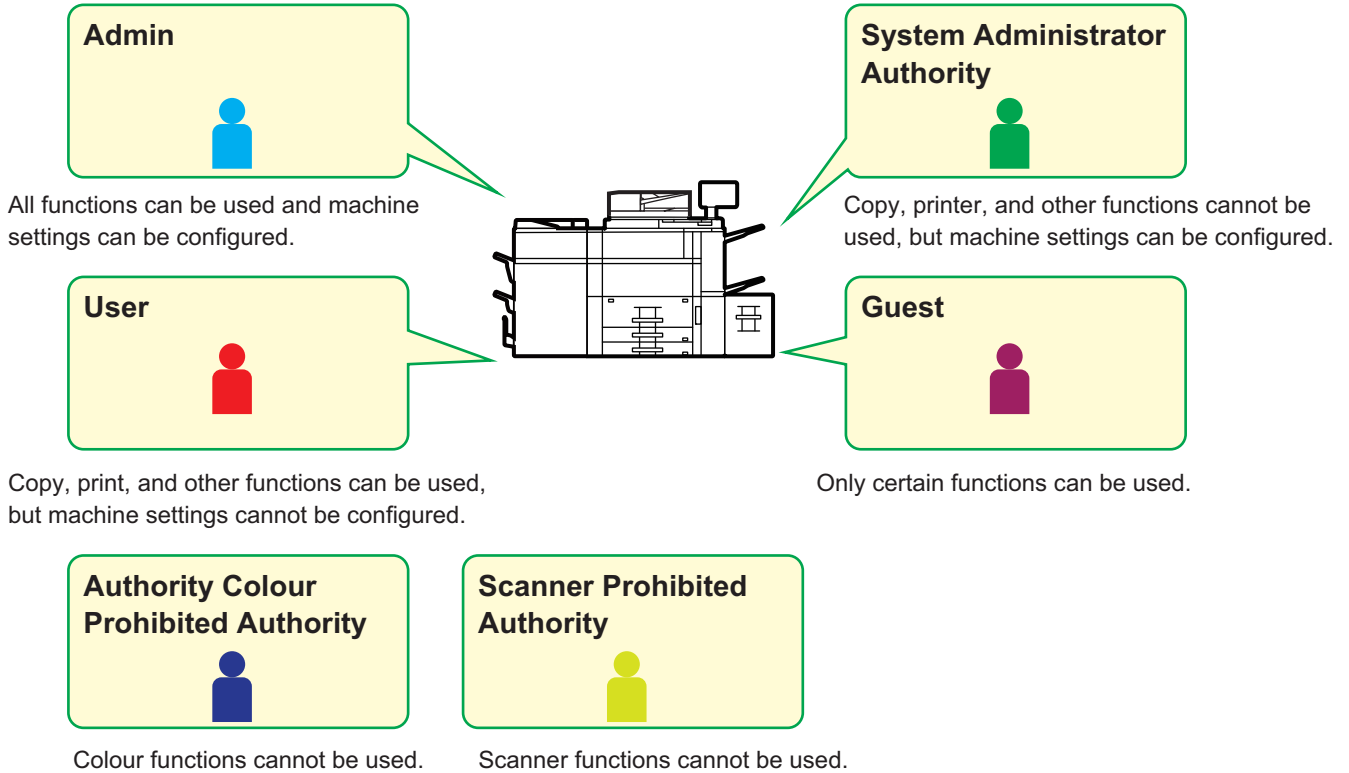 Admin
All functions can be used and machine
settings can be configured.
System Administrator
Authority
Copy, printer, and other functions cannot be
used, but machine settings can be configured.
User
Copy, print, and other functions can be used,
but machine settings cannot be configured.
Guest
Only certain functions can be used.
Authority Colour
Prohibited Authority
Colour functions cannot be used.
Scanner Prohibited
Authority
Scanner functions cannot be used.